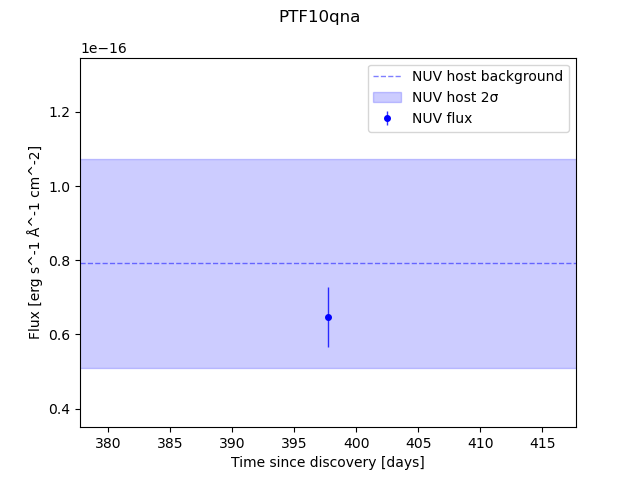 PTF10qna
1e−16
NUV host background
NUV host 2σ
NUV flux
1.2
1.0
0.8
0.6
0.4
Flux [erg s^-1 Å^-1 cm^-2]
380 385 390 395 400 405 410 415
Time since discovery [days]